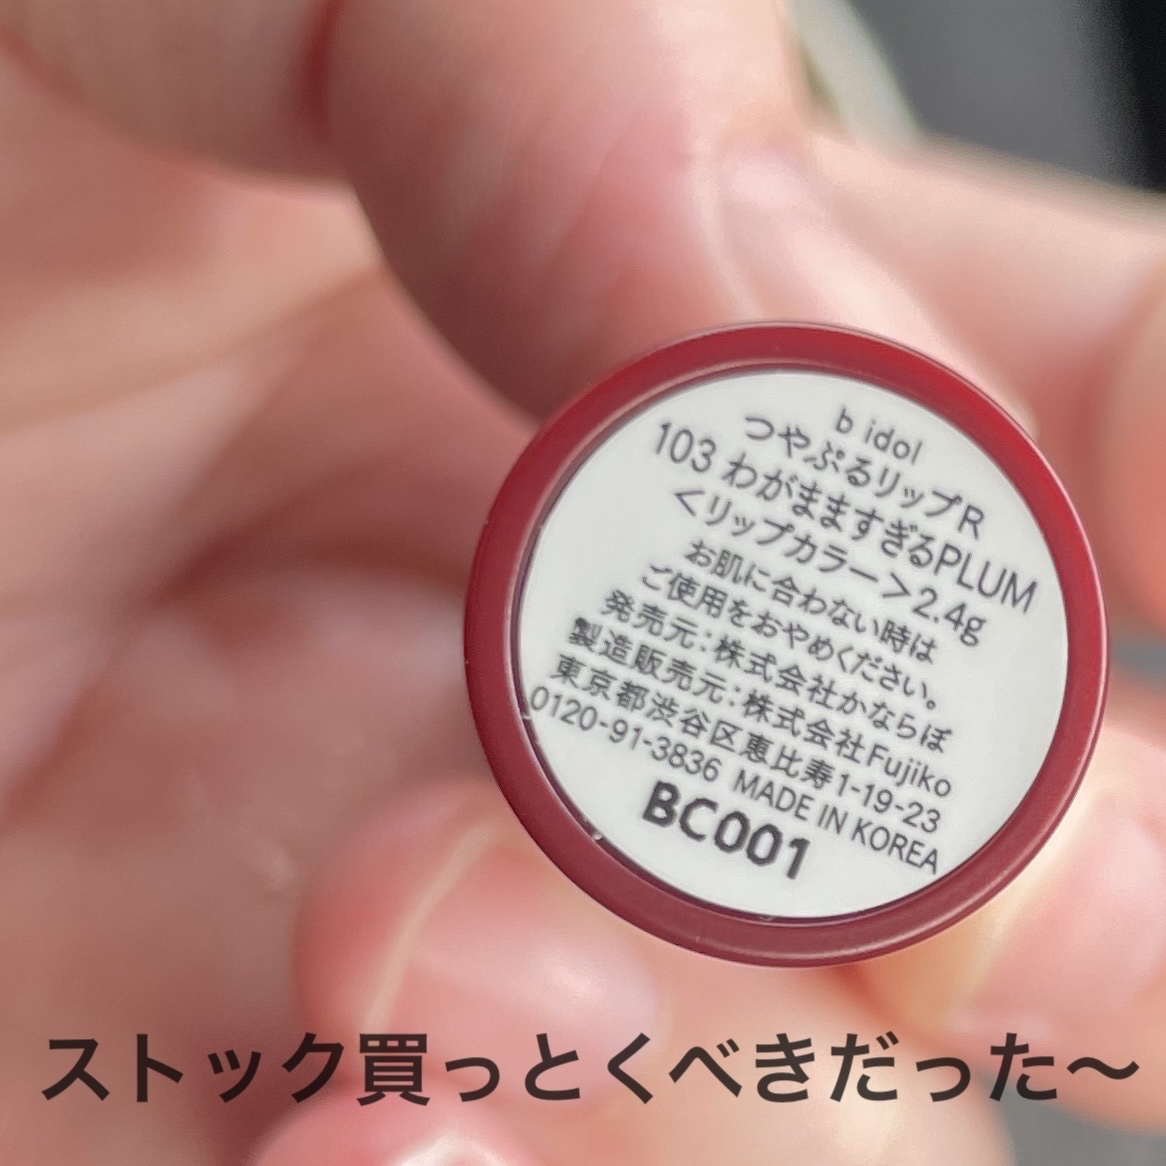 b idol
つやぷるリップR
103 わがまますぎるPLUM
<リップカラー>2.4g
お肌に合わない時は
ご使用をおやめください。
発売元:株式会社かならぼ
製造販売元:株式会社Fujiko
東京都渋谷区恵比寿1-19-23
0120-91-3836 MADE IN KOREA
BC001
ストック買っとくべきだった〜